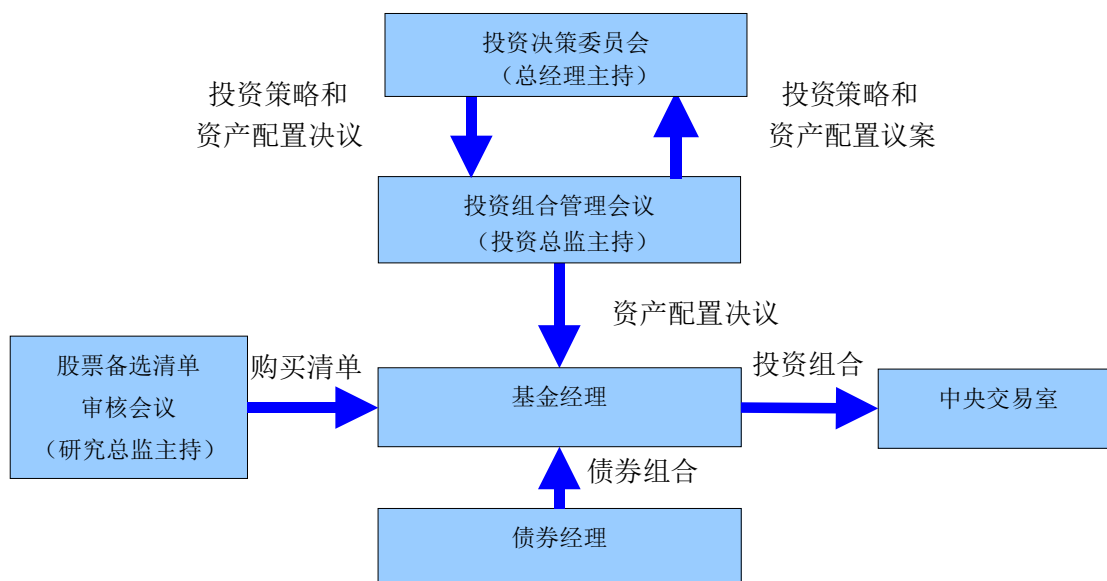 投资决策委员会
（总经理主持）
投资策略和
资产配置决议
投资策略和
资产配置议案
投资组合管理会议
（投资总监主持）
资产配置决议
股票备选清单
审核会议
（研究总监主持）
购买清单
基金经理
投资组合
中央交易室
债券组合
债券经理